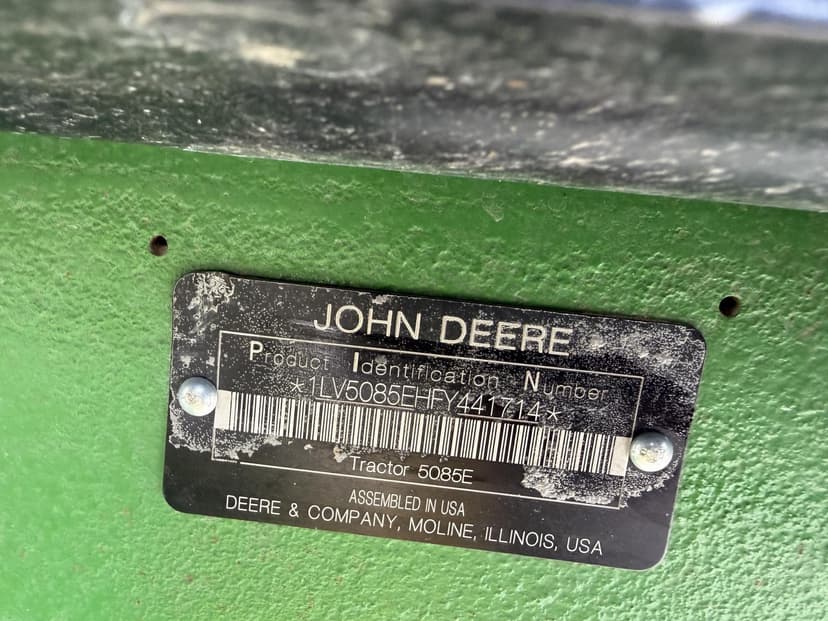 JOHN DEERE
Product Identification Number
*1LV5085EHFY441714*
Tractor 5085E
ASSEMBLED IN USA
DEERE & COMPANY, MOLINE, ILLINOIS, USA